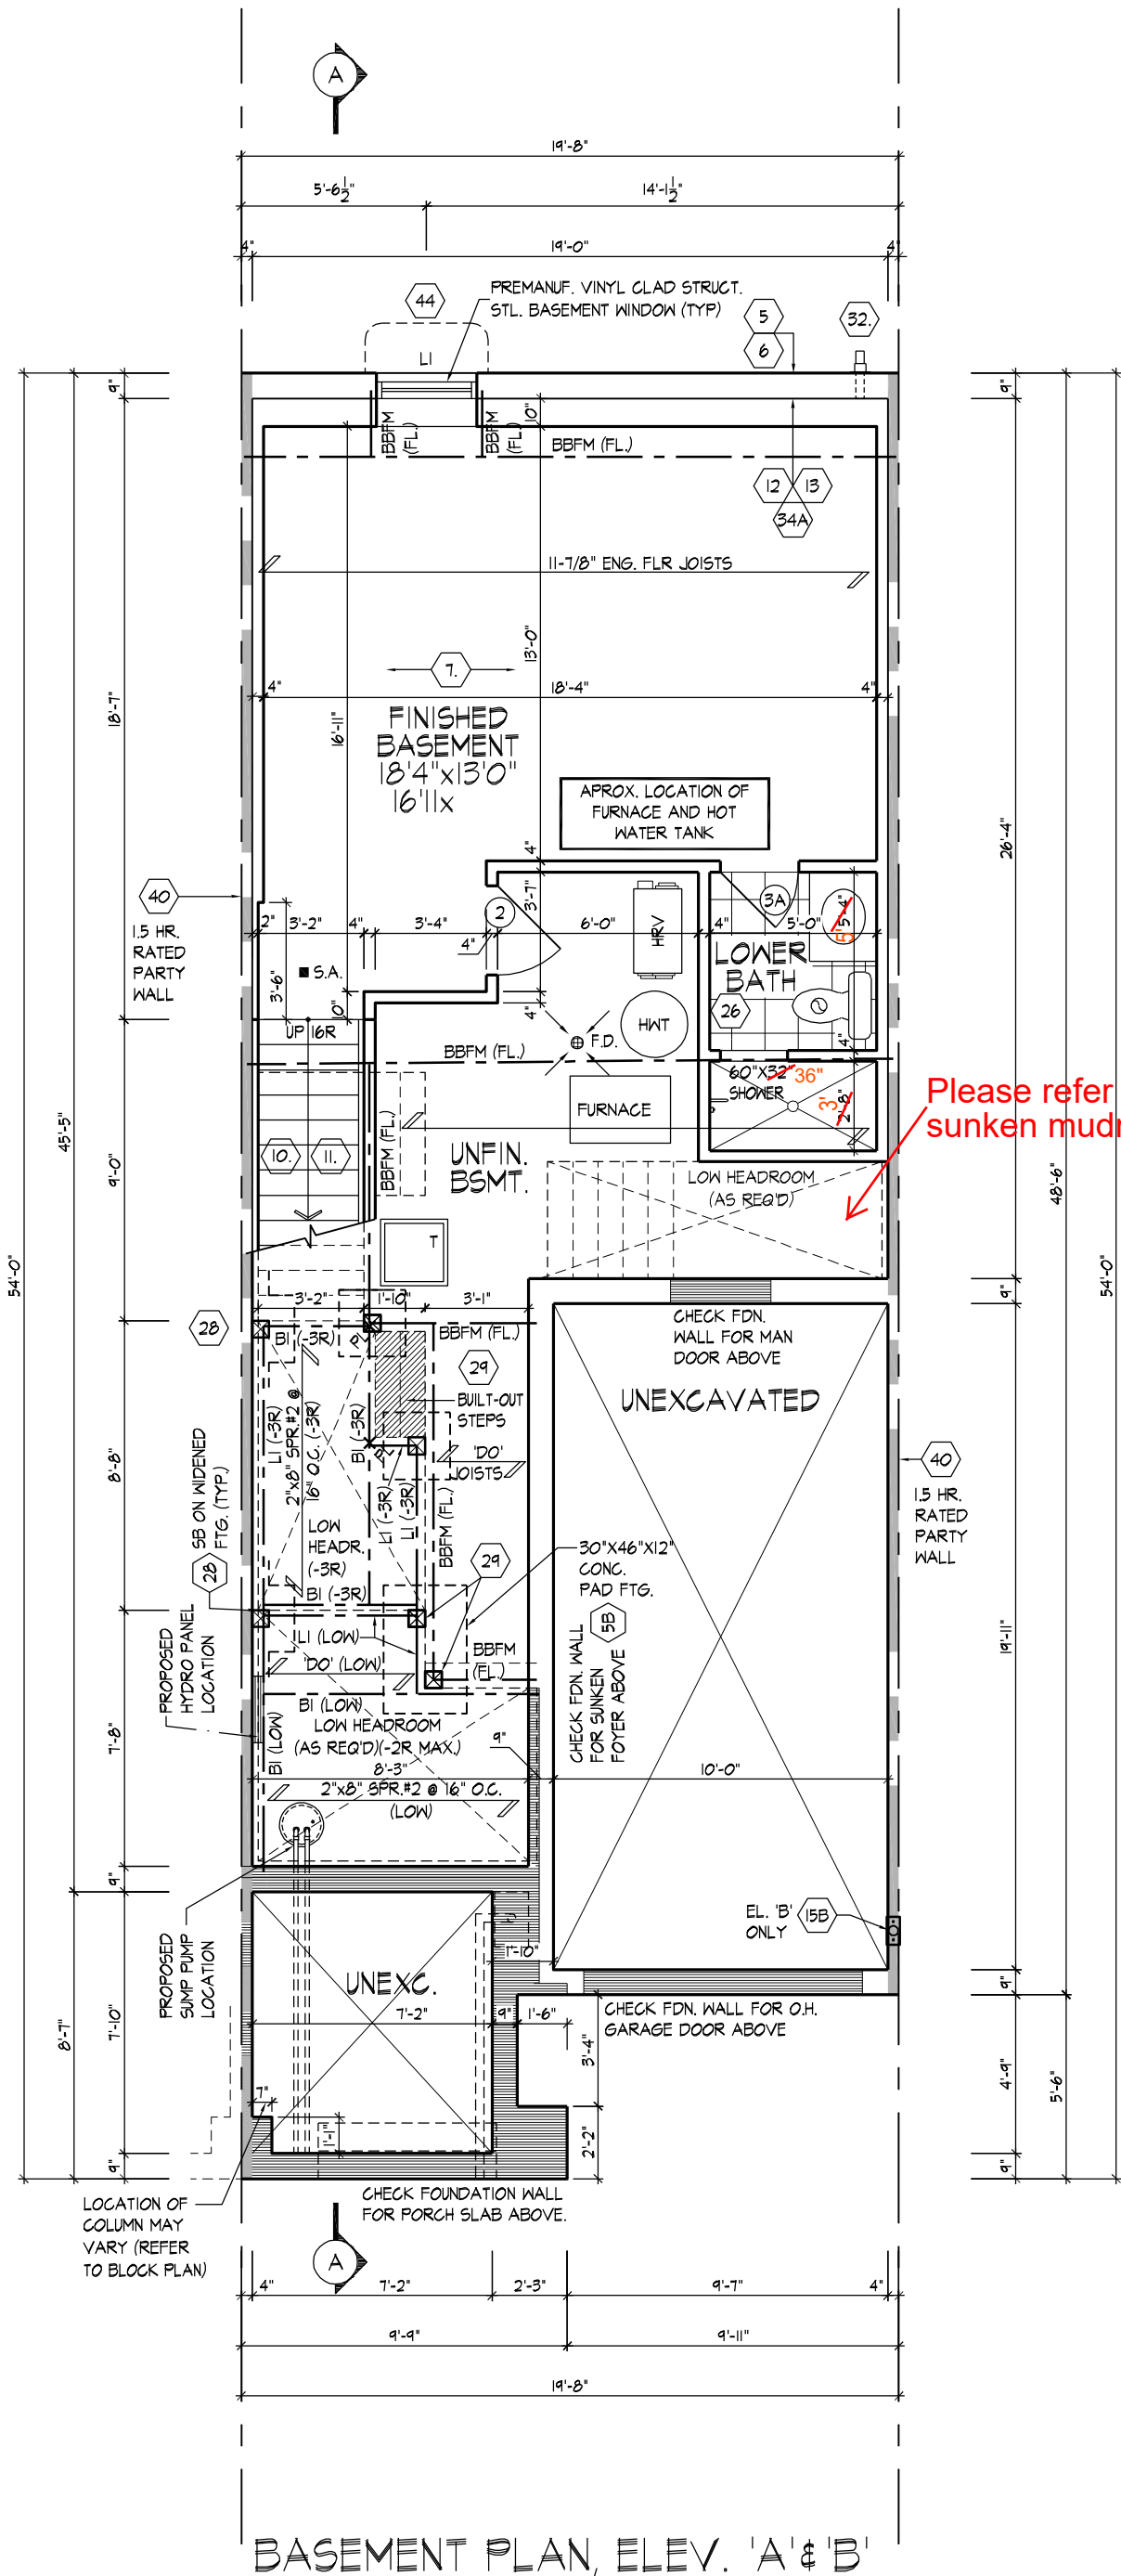 A
19'-8"
5'-6½"
14'-1½"
4"
19'-0"
4"
PREMANUF. VINYL CLAD STRUCT.
STL. BASEMENT WINDOW (TYP)
44
5
6
32.
LI
9"
9"
10"
BBFM
(FL.)
BBFM
(FL.)
BBFM (FL.)
12
13
34A
11-7/8" ENG. FLR JOISTS
13'-0"
7.
4"
18'-4"
4"
18'-7"
16'-11"
FINISHED
BASEMENT
18'4"x13'0"
16'11x
APROX. LOCATION OF
FURNACE AND HOT
WATER TANK
26'-4"
4"
3'-7"
40
1.5 HR.
RATED
PARTY
WALL
2"
3'-2"
4"
3'-4"
2
4"
6'-0"
HRV
4"
3A
5'-0"
5'-4"
5'
LOWER
BATH
26
S.A.
3'-6"
10"
4"
F.D.
HWT
4"
UP 16R
BBFM (FL.)
60"X32"
36"
SHOWER
3'
2'-8"
FURNACE
Please refer
sunken mudr
45'-5"
9'-0"
10.
11.
BBFM (FL.)
UNFIN.
BSMT.
LOW HEADROOM
(AS REQ'D)
48'-6"
T
54'-0"
54'-0"
9"
3'-2"
1'-10"
3'-1"
28
BI (-3R)
PL
BBFM (FL.)
29
BUILT-OUT
STEPS
CHECK FDN.
WALL FOR MAN
DOOR ABOVE
UNEXCAVATED
8'-8"
SB ON WIDENED
FTG. (TYP.)
28
LI (-3R)
2"x8" SPR.#2 @
16" O.C. (-3R)
BI (-3R)
PL
'DO'
JOISTS
LI (-3R)
LI (-3R)
BBFM (FL.)
LOW
HEADR.
(-3R)
BI (-3R)
29
30"X46"X12"
CONC.
PAD FTG.
40
1.5 HR.
RATED
PARTY
WALL
5B
CHECK FDN. WALL
FOR SUNKEN
FOYER ABOVE
19'-11"
PROPOSED
HYDRO PANEL
LOCATION
LI (LOW)
'DO' (LOW)
BBFM
(FL.)
BI (LOW)
BI (LOW)
LOW HEADROOM
(AS REQ'D)(-2R MAX.)
7'-8"
9"
8'-3"
10'-0"
2"x8" SPR.#2 @ 16" O.C.
(LOW)
9"
PROPOSED
SUMP PUMP
LOCATION
EL. 'B'
ONLY
15B
1'-10"
UNEXC.
9"
8'-7"
7'-10"
7'-2"
9"
1'-6"
CHECK FDN. WALL FOR O.H.
GARAGE DOOR ABOVE
3'-4"
4'-9"
5'-6"
7"
1'-1"
2'-2"
9"
9"
LOCATION OF
COLUMN MAY
VARY (REFER
TO BLOCK PLAN)
CHECK FOUNDATION WALL
FOR PORCH SLAB ABOVE.
A
4"
7'-2"
2'-3"
9'-7"
4"
9'-9"
9'-11"
19'-8"
BASEMENT PLAN, ELEV. 'A'&'B'